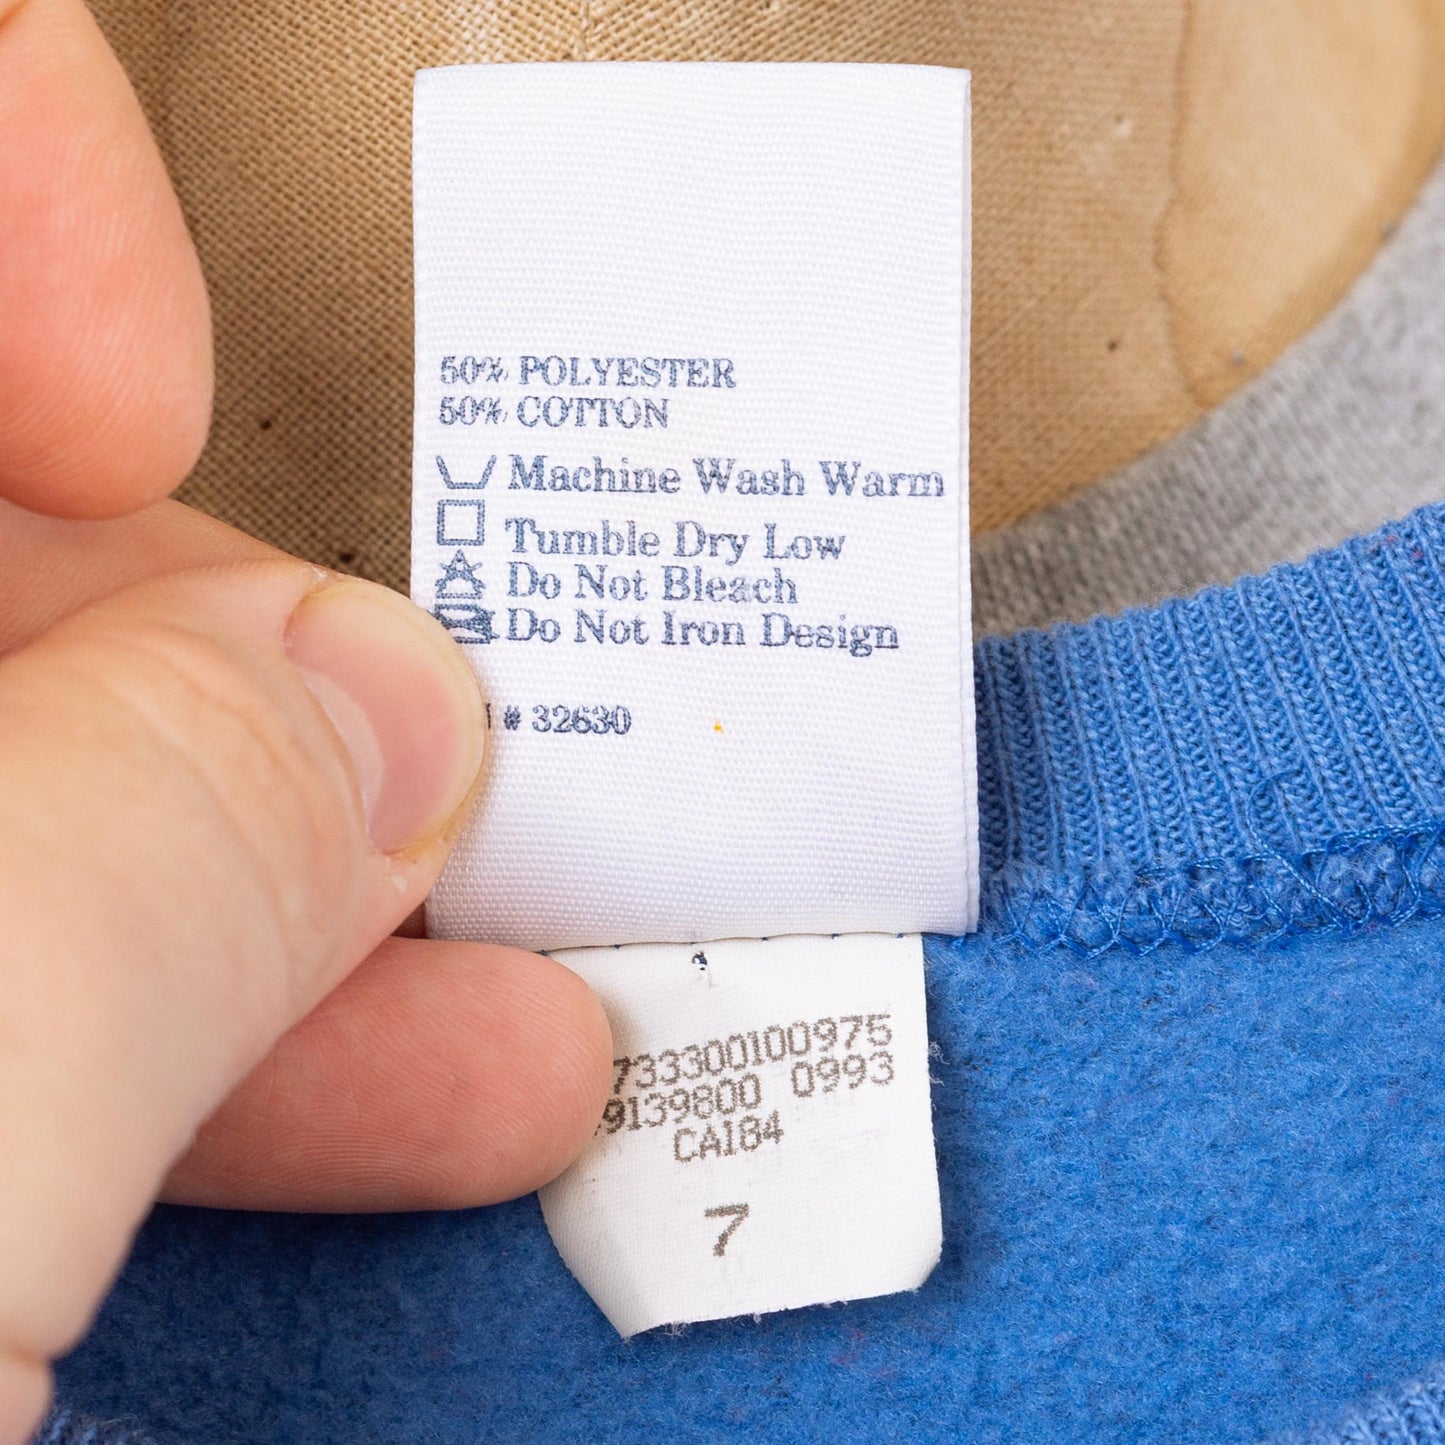 50% POLYESTER
50% COTTON
Machine Wash Warm
Tumble Dry Low
Do Not Bleach
Do Not Iron Design
# 32630
733300100975
9139800 0993
CA184
7